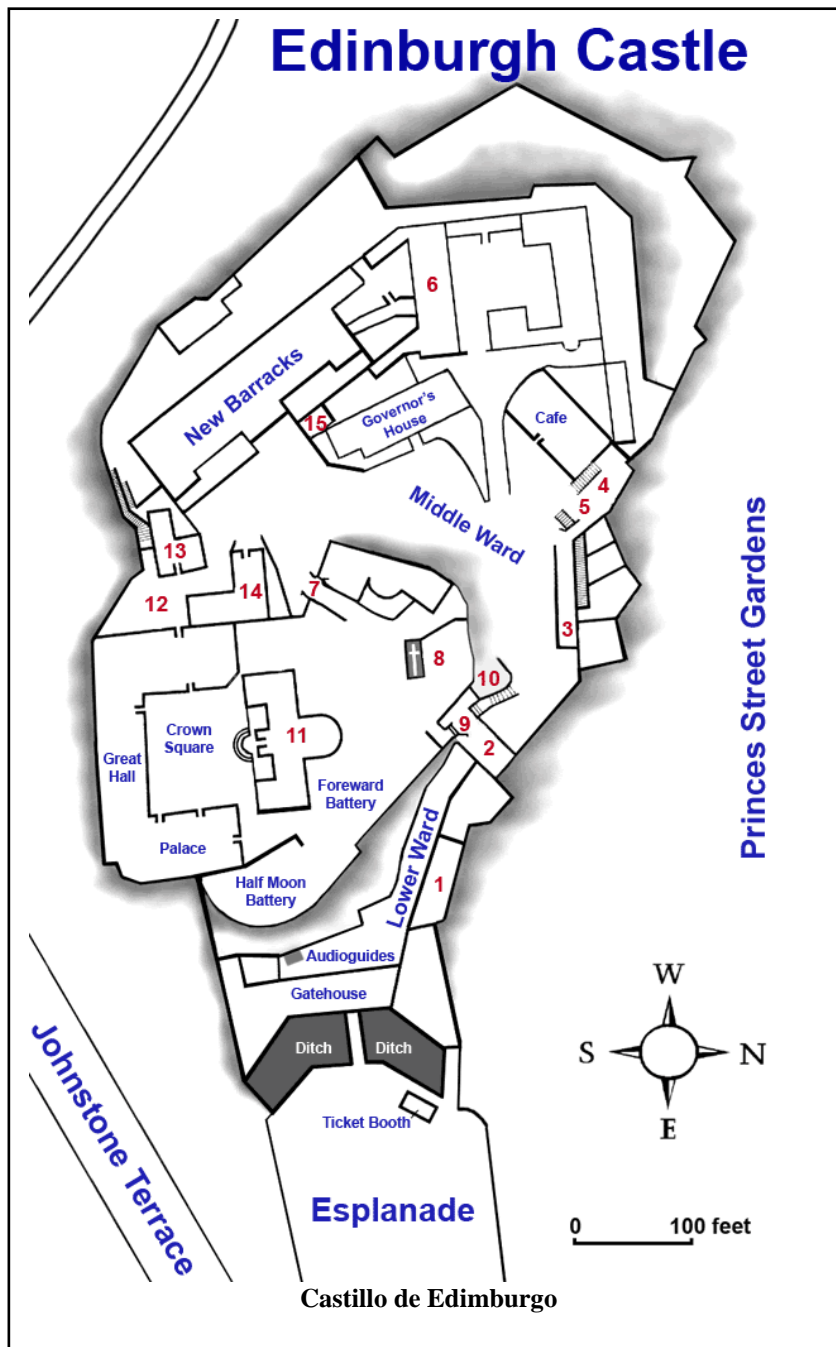 Edinburgh Castle
6
New Barracks
15
Governor's
House
Cafe
4
5
Middle Ward
13
12
14
7
3
8
10
9
2
Princes Street Gardens
Crown
Square
11
Great
Hall
Foreward
Battery
Palace
Half Moon
Battery
Lower Ward
1
Audioguides
Gatehouse
Ditch
Ditch
Ticket Booth
Johnstone Terrace
Esplanade
W
S
N
E
0
100 feet
Castillo de Edimburgo